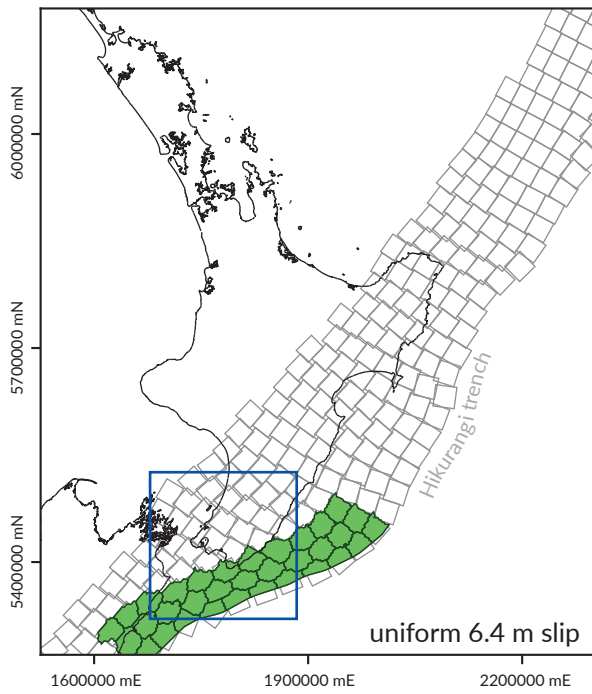 6000000 mN
5700000 mN
5400000 mN
Hikurangi trench
uniform 6.4 m slip
1600000 mE
1900000 mE
2200000 mE